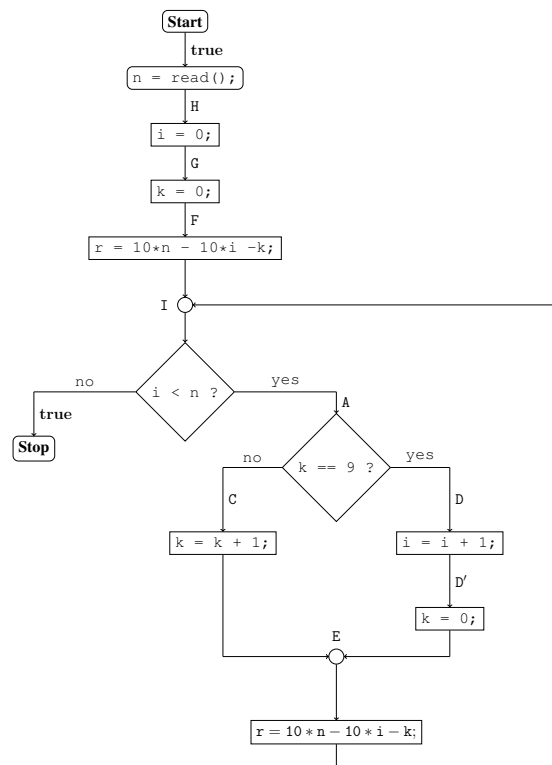 Start
true
n = read();
H
i = 0;
G
k = 0;
F
r = 10*n - 10*i -k;
I
i < n ?
no
yes
true
A
Stop
k == 9 ?
no
yes
C
D
k = k + 1;
i = i + 1;
D′
k = 0;
E
r = 10 * n − 10 * i − k;